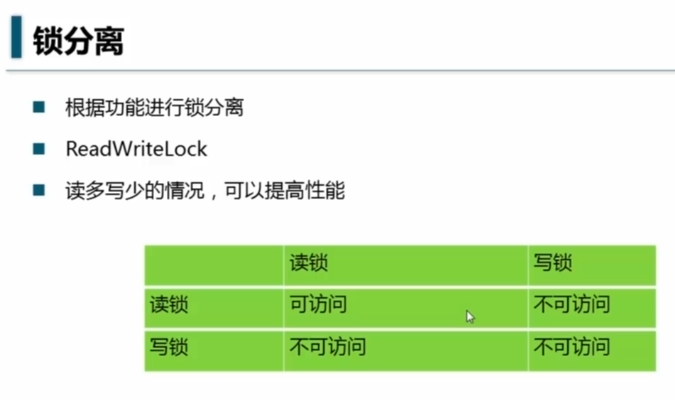 锁分离
根据功能进行锁分离
ReadWriteLock
读多写少的情况，可以提高性能
读锁 写锁
读锁 可访问 不可访问
写锁 不可访问 不可访问